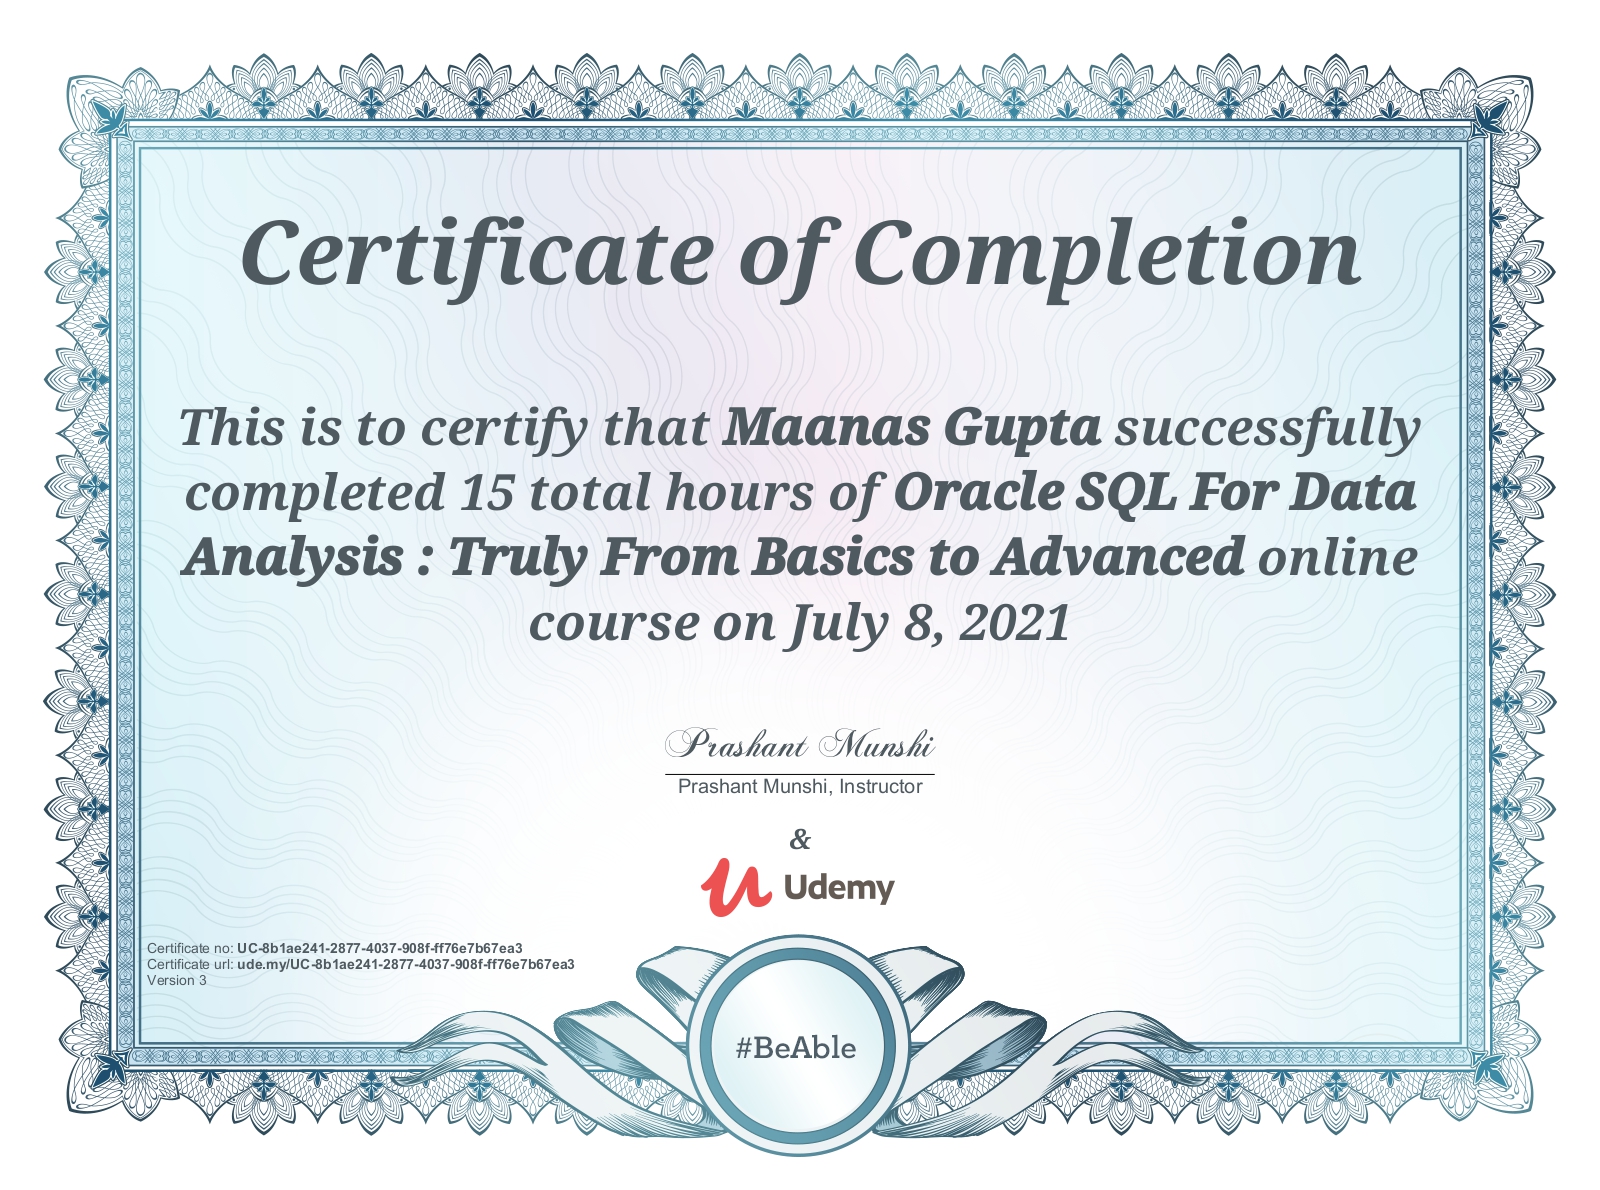 Certificate of Completion
This is to certify that Maanas Gupta successfully
completed 15 total hours of Oracle SQL For Data
Analysis : Truly From Basics to Advanced online
course on July 8, 2021
Prashant Munshi
Prashant Munshi, Instructor
&
Udemy
Certificate no: UC-8b1ae241-2877-4037-908f-ff76e7b67ea3
Certificate url: ude.my/UC-8b1ae241-2877-4037-908f-ff76e7b67ea3
Version 3
#BeAble